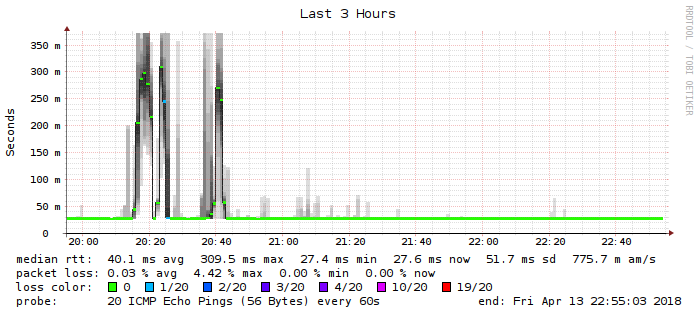 Last 3 Hours
RRDTOOL / TOBI OETIKER
Seconds
350 m
300 m
250 m
200 m
150 m
100 m
50 m
0
20:00 20:20 20:40 21:00 21:20 21:40 22:00 22:20 22:40
median rtt: 40.1 ms avg 309.5 ms max 27.4 ms min 27.6 ms now 51.7 ms sd 775.7 m am/s
packet loss: 0.03 % avg 4.42 % max 0.00 % min 0.00 % now
loss color: 0 1/20 2/20 3/20 4/20 10/20 19/20
probe: 20 ICMP Echo Pings (56 Bytes) every 60s end: Fri Apr 13 22:55:03 2018